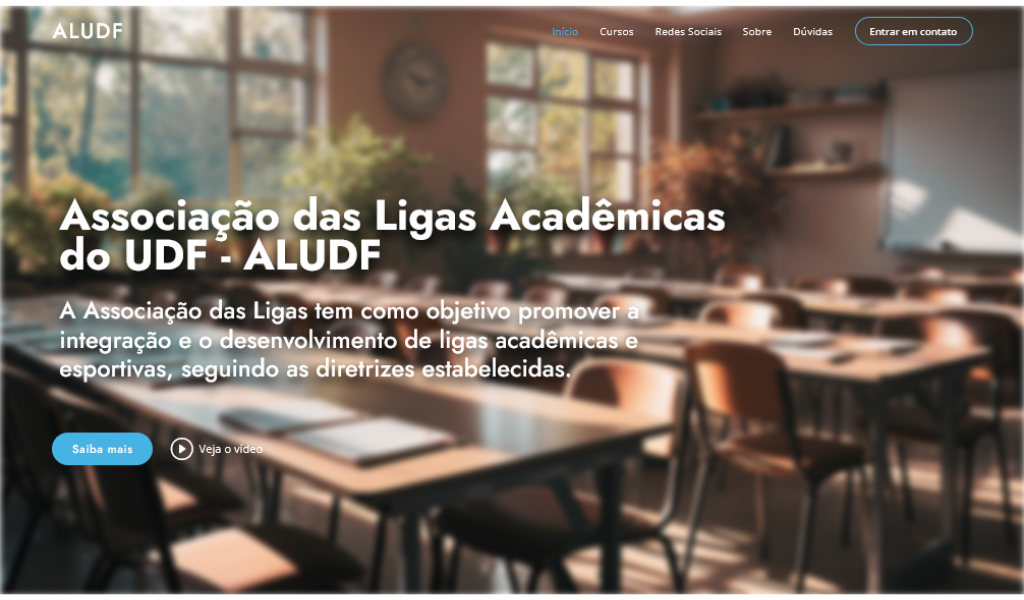 ALUDF
Início Cursos Redes Sociais Sobre Dúvidas Entrar em contato
Associação das Ligas Acadêmicas
do UDF - ALUDF
A Associação das Ligas tem como objetivo promover a
integração e o desenvolvimento de ligas acadêmicas e
esportivas, seguindo as diretrizes estabelecidas.
Saiba mais Veja o vídeo